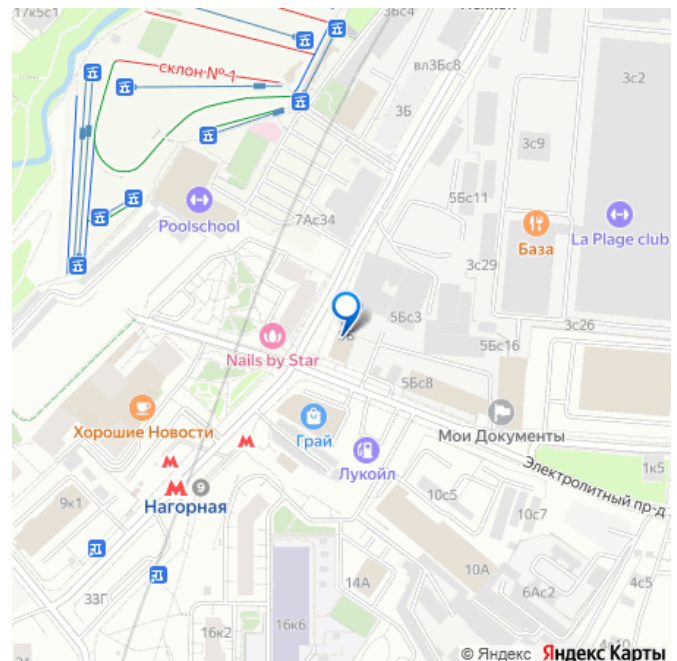 17к5с1
3Бс4
вл3Бс8
3с2
склон-№-1
3Б
3с9
5Бс11
Poolschool
7Ас34
База
La Plage club
3с29
5Бс3
3с26
5Бс16
Nails by Star
5Бс8
Хорошие Новости
Грай
Мои Документы
Лукойл
Электролитный пр-д
1к5
Нагорная
9
9к1
10с5
10с7
10А
14А
6Ас2
4с5
33Г
16к2
16к6
4с10
© Яндекс Яндекс Карты